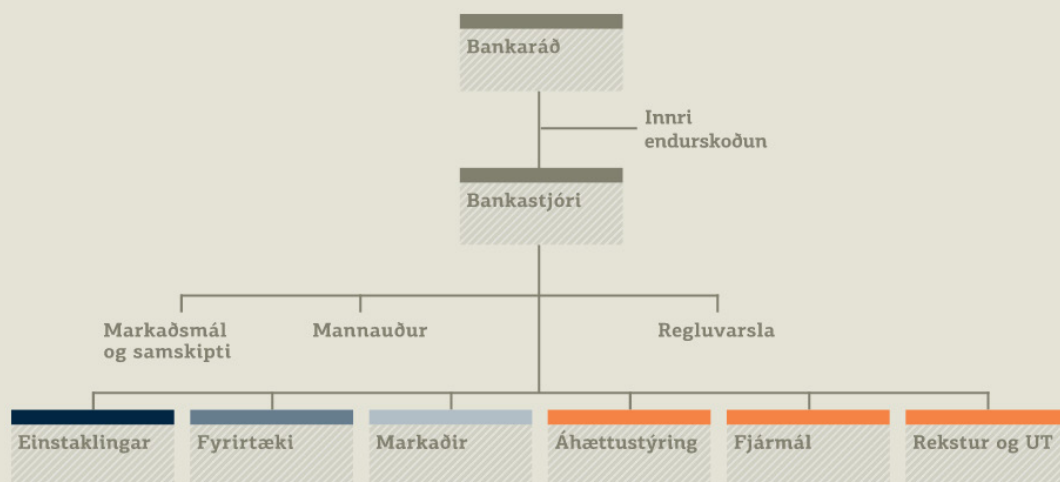 Bankaráð
Innri
endurskoðun
Bankastjóri
Markaðsmál
og samskipti
Mannauður
Regluvarsla
Einstaklingar
Fyrirtæki
Markaðir
Áhættustýring
Fjármál
Rekstur og UT